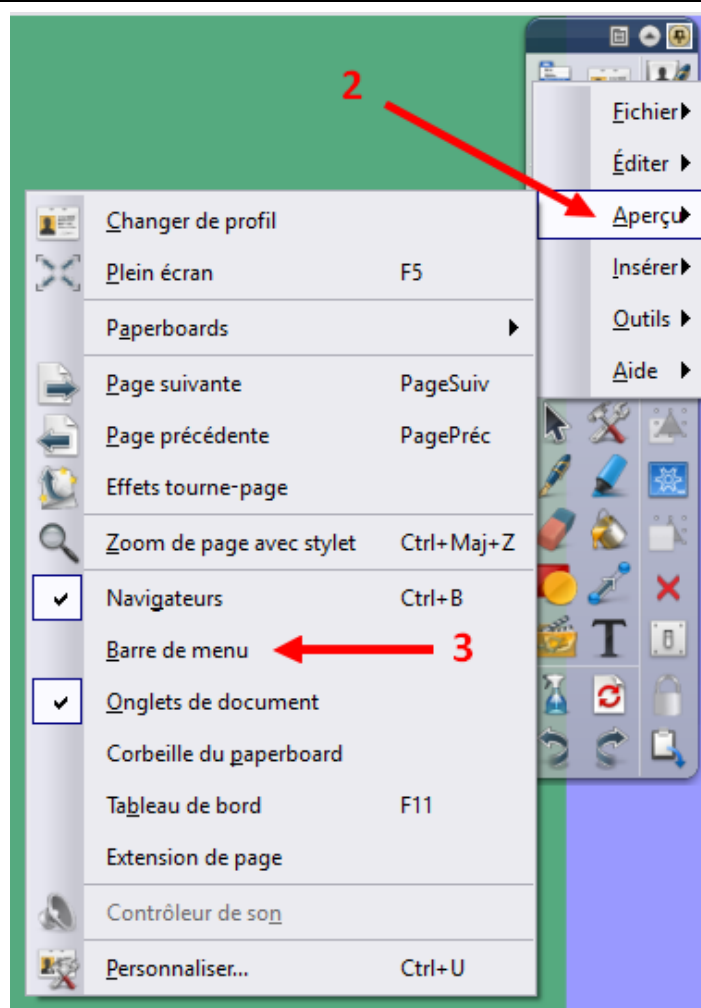 2
Fichier
Éditer
Aperçu
Insérer
Outils
Aide
Changer de profil
Plein écran F5
Paperboards
Page suivante PageSuiv
Page précédente PagePréc
Effets tourne-page
Zoom de page avec stylet Ctrl+Maj+Z
Navigateurs Ctrl+B
Barre de menu 3
Onglets de document
Corbeille du paperboard
Tableau de bord F11
Extension de page
Contrôleur de son
Personnaliser... Ctrl+U
T